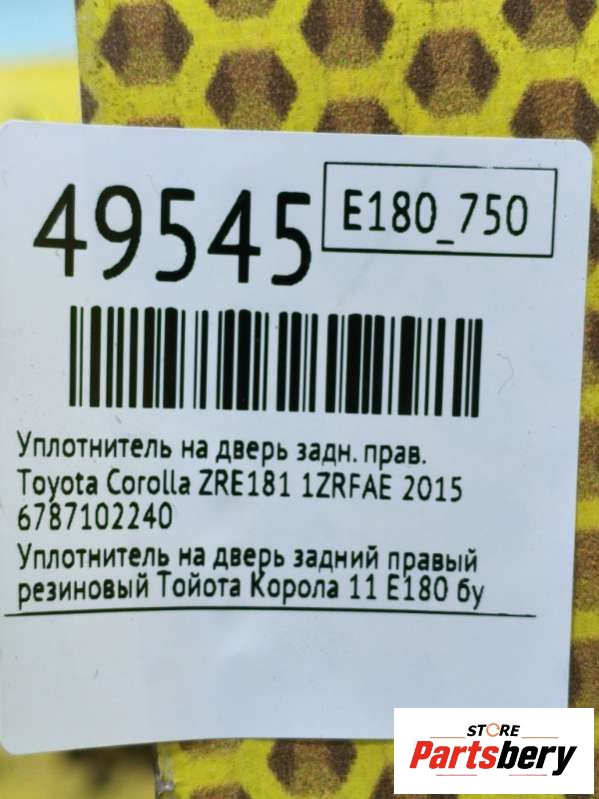 49545
E180_750
Уплотнитель на дверь задн. прав.
Toyota Corolla ZRE181 1ZRFAE 2015
6787102240
Уплотнитель на дверь задний правый
резиновый Тойота Корола 11 Е180 бу
STORE
Partsbery